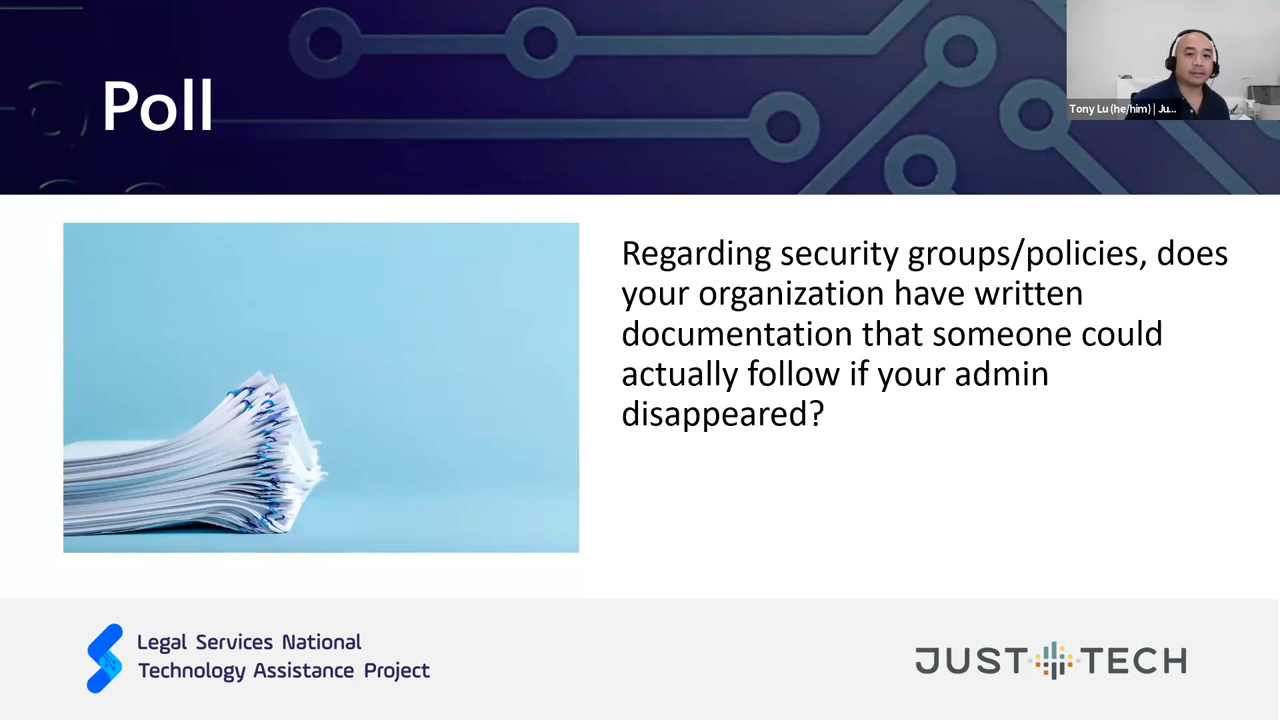 Poll
Tony Lu (he/him) | Ju...
Regarding security groups/policies, does
your organization have written
documentation that someone could
actually follow if your admin
disappeared?
Legal Services National
Technology Assistance Project
JUST TECH